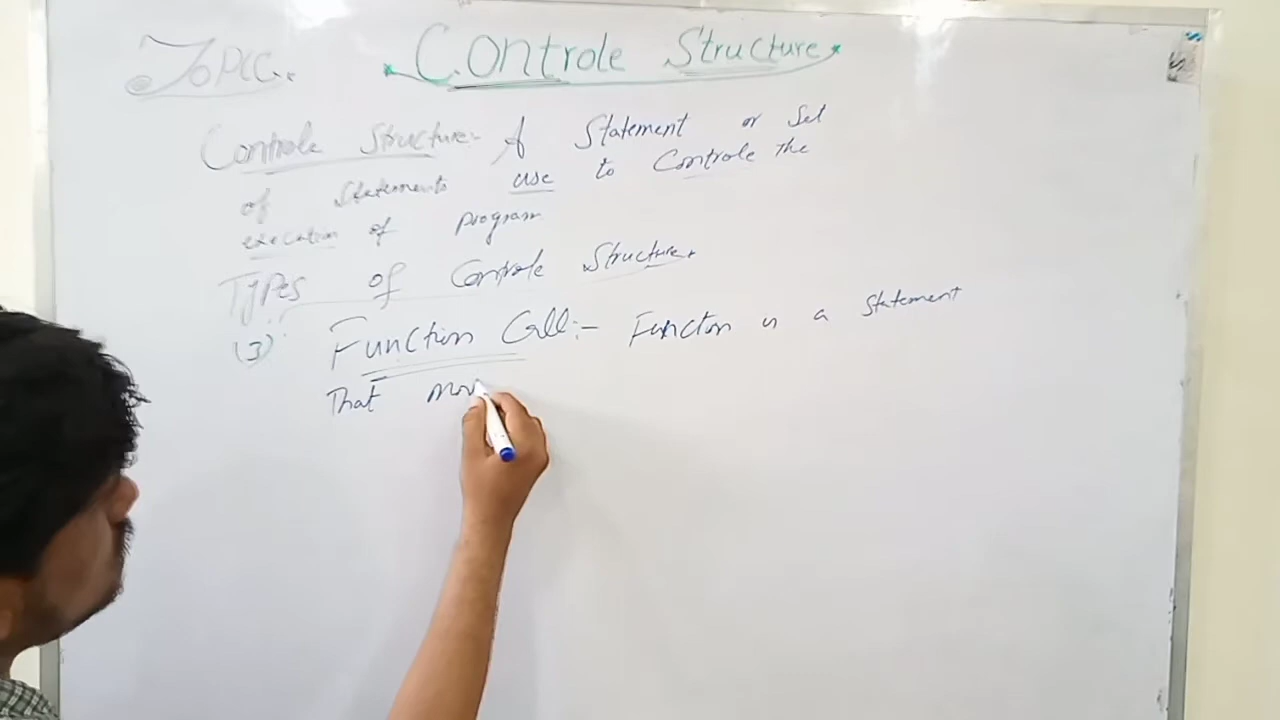 Topic.
Controle Structure
Controle Structure:- A Statement or Set
of Statements use to Controle the
execution of program
Types of Controle Structure.
(3) Function Call:- Function is a Statement
That mov